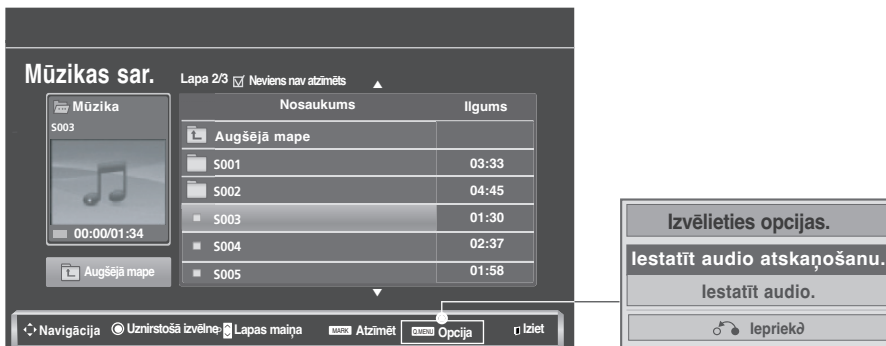 Mūzikas sar.
Lapa 2/3 Neviens nav atzīmēts
Mūzika
S003
00:00/01:34
Augšējā mape
Nosaukums Ilgums
Augšējā mape
S001 03:33
S002 04:45
S003 01:30
S004 02:37
S005 01:58
Navigācija Uznirstošā izvēlne Lapas maiņa MARK Atzīmēt Q.MENU Opcija Iziet
Izvēlieties opcijas.
Iestatīt audio atskaņošanu.
Iestatīt audio.
Iepriek∂